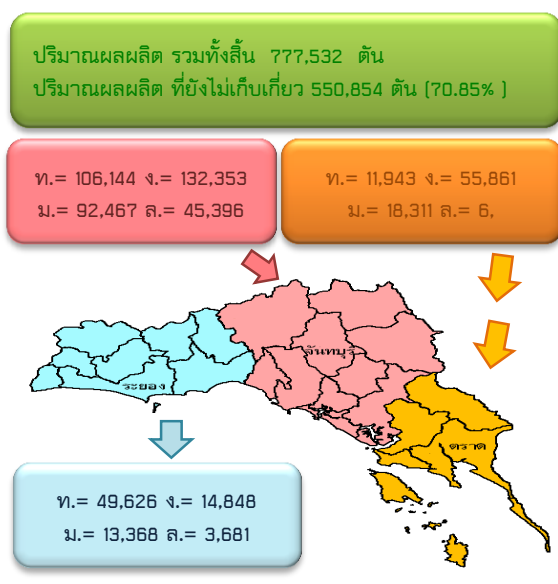 ปริมาณผลผลิต รวมทั้งสิ้น 777,532 ตัน
ปริมาณผลผลิต ที่ยังไม่เก็บเกี่ยว 550,854 ตัน (70.85% )
ท.= 106,144 ง.= 132,353
ม.= 92,467 ล.= 45,396
ท.= 11,943 ง.= 55,861
ม.= 18,311 ล.= 6,
จันทบุรี
ระยอง
ตราด
ท.= 49,626 ง.= 14,848
ม.= 13,368 ล.= 3,681